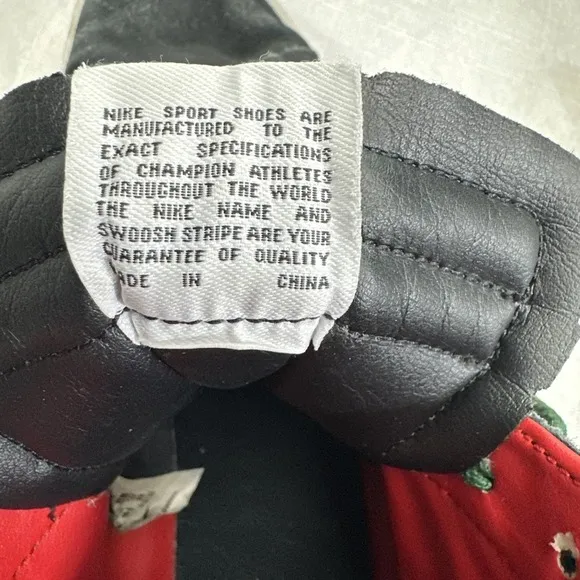 NIKE SPORT SHOES ARE
MANUFACTURED TO THE
EXACT SPECIFICATIONS
OF CHAMPION ATHLETES
THROUGHOUT THE WORLD
THE NIKE NAME AND
SWOOSH STRIPE ARE YOUR
GUARANTEE OF QUALITY
MADE IN CHINA